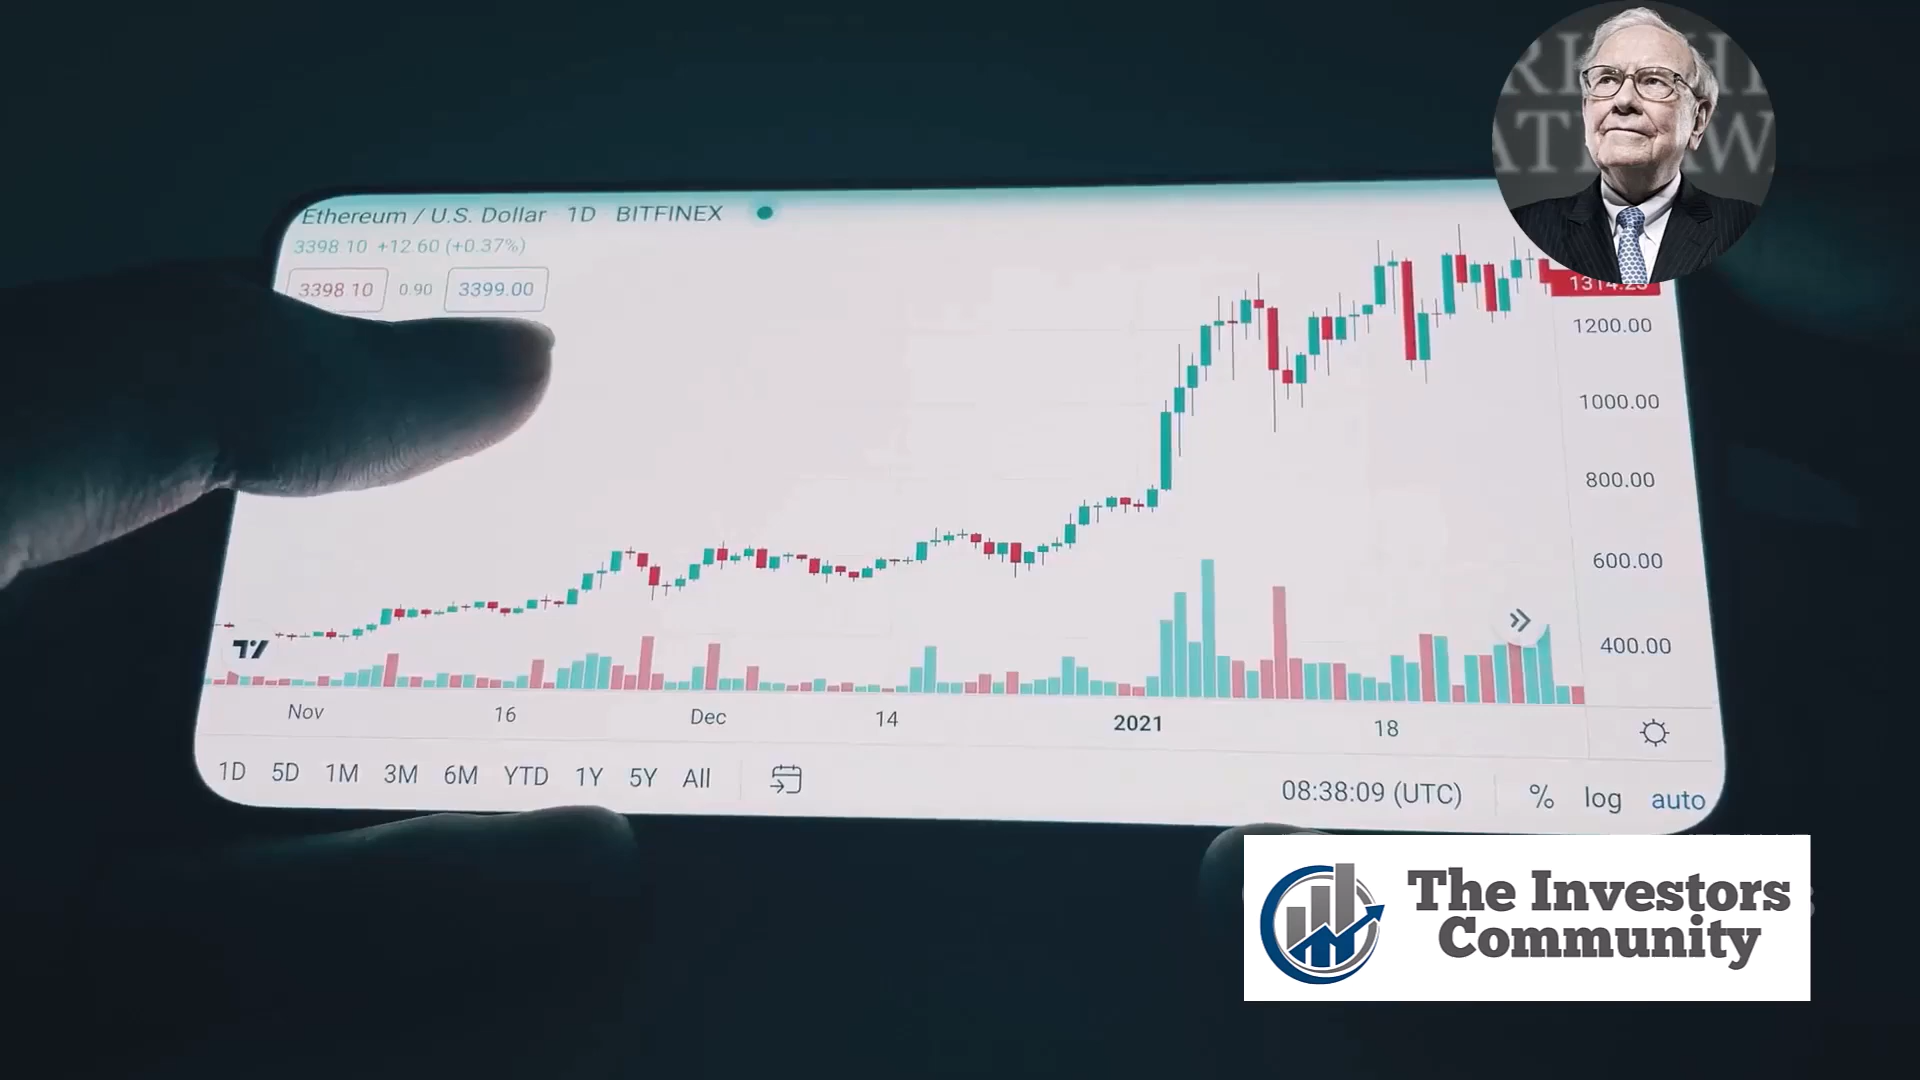 Ethereum / U.S. Dollar 1D BITFINEX
3398.10 +12.60 (+0.37%)
3398.10 0.90 3399.00
1200.00
1000.00
800.00
600.00
400.00
Nov 16 Dec 14 2021 18
1D 5D 1M 3M 6M YTD 1Y 5Y All
08:38:09 (UTC) % log auto
The Investors
Community